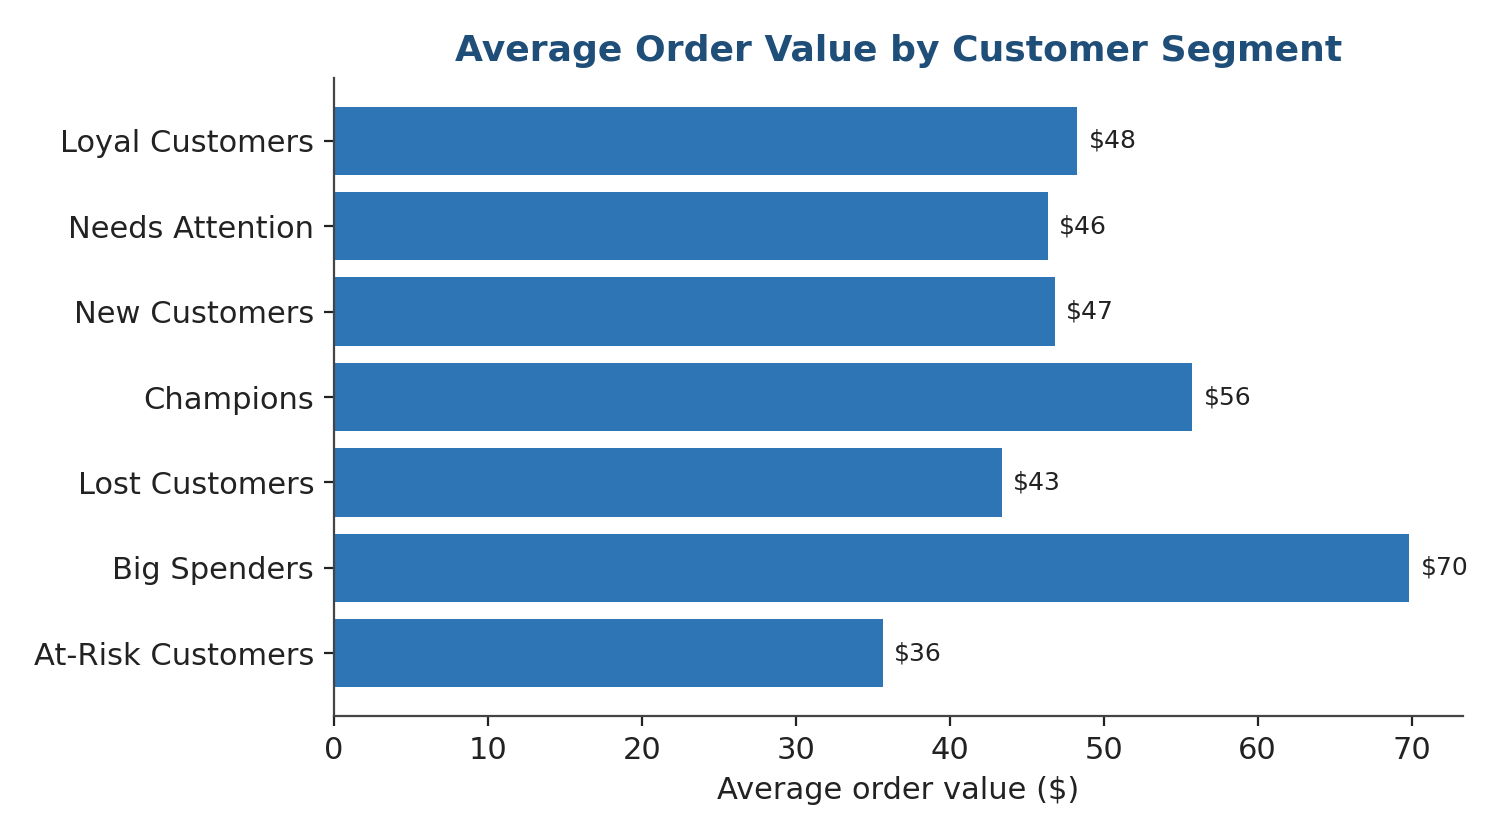 Average Order Value by Customer Segment
Loyal Customers $48
Needs Attention $46
New Customers $47
Champions $56
Lost Customers $43
Big Spenders $70
At-Risk Customers $36
0 10 20 30 40 50 60 70
Average order value ($)